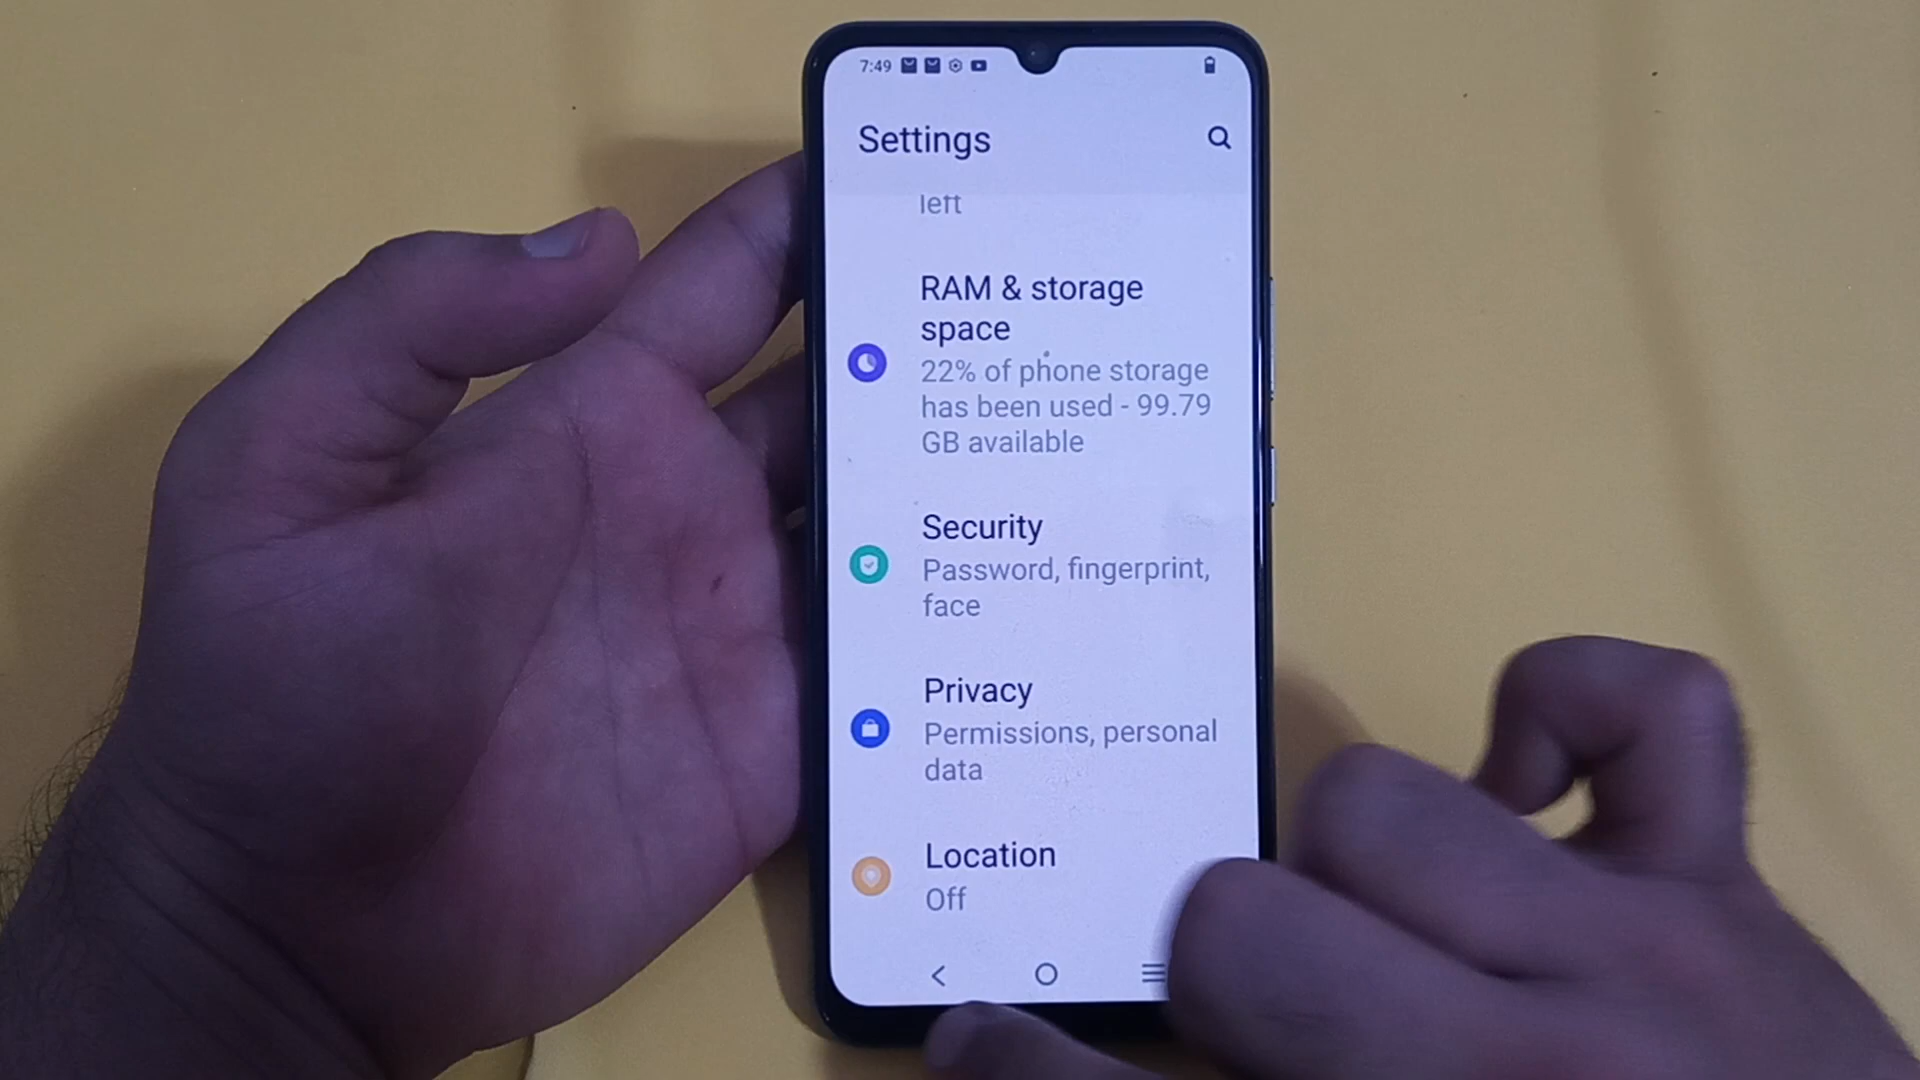 7:49
Settings
left
RAM & storage
space
22% of phone storage
has been used - 99.79
GB available
Security
Password, fingerprint,
face
Privacy
Permissions, personal
data
Location
Off